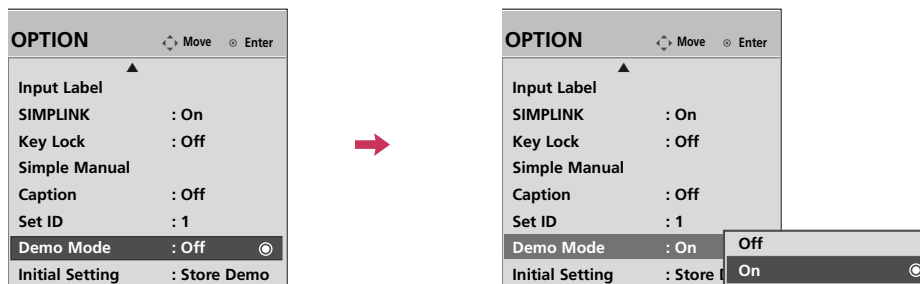 OPTION Move Enter
Input Label
SIMPLINK : On
Key Lock : Off
Simple Manual
Caption : Off
Set ID : 1
Demo Mode : Off
Initial Setting : Store Demo
OPTION Move Enter
Input Label
SIMPLINK : On
Key Lock : Off
Simple Manual
Caption : Off
Set ID : 1
Demo Mode : On
Initial Setting : Store
Off
On